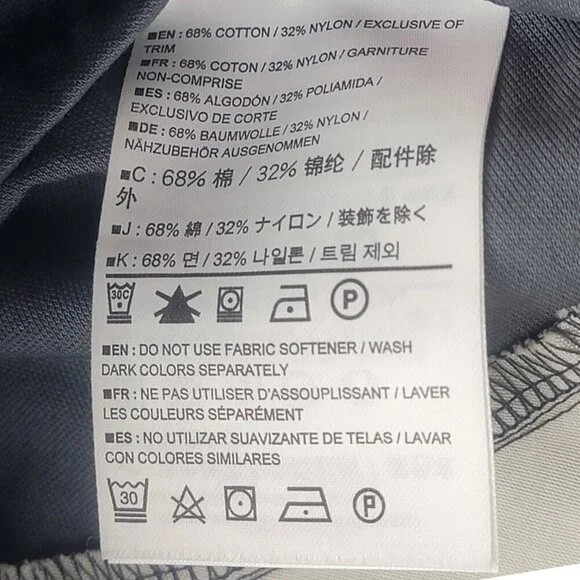 ■EN : 68% COTTON / 32% NYLON / EXCLUSIVE OF
TRIM
■FR : 68% COTON / 32% NYLON / GARNITURE
NON-COMPRISE
■ES : 68% ALGODÓN / 32% POLIAMIDA /
EXCLUSIVO DE CORTE
■DE : 68% BAUMWOLLE / 32% NYLON /
NÄHZUBEHÖR AUSGENOMMEN
■C : 68% 棉 / 32% 锦纶 / 配件除
外
■J : 68% 綿 / 32% ナイロン / 装飾を除く
■K : 68% 면 / 32% 나일론 / 트림 제외
30C P
■EN : DO NOT USE FABRIC SOFTENER / WASH
DARK COLORS SEPARATELY
■FR : NE PAS UTILISER D'ASSOUPLISSANT / LAVER
LES COULEURS SÉPARÉMENT
■ES : NO UTILIZAR SUAVIZANTE DE TELAS / LAVAR
CON COLORES SIMILARES
30 P